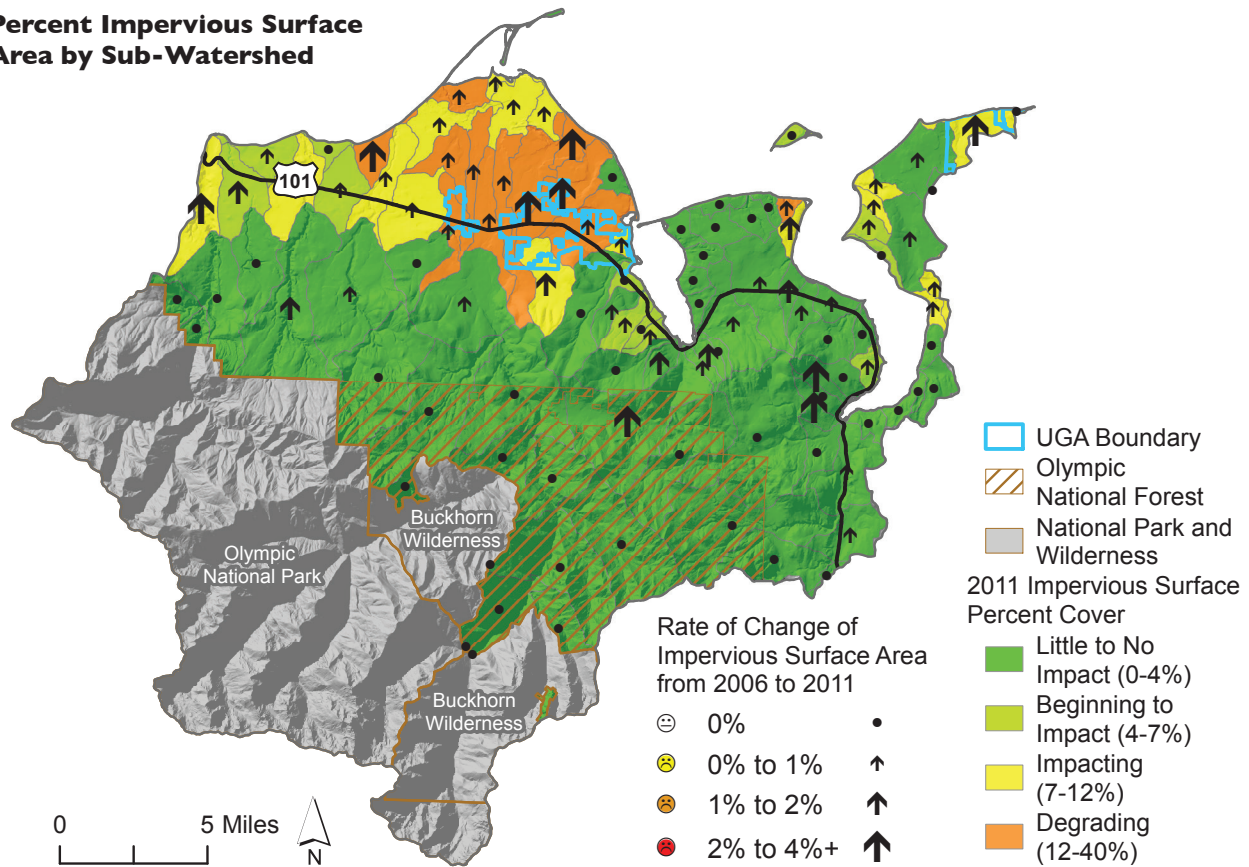 Percent Impervious Surface
Area by Sub-Watershed
101
Olympic
National Park
Buckhorn
Wilderness
Buckhorn
Wilderness
0 5 Miles
N
Rate of Change of
Impervious Surface Area
from 2006 to 2011
0%
0% to 1%
1% to 2%
2% to 4%+
UGA Boundary
Olympic
National Forest
National Park and
Wilderness
2011 Impervious Surface
Percent Cover
Little to No
Impact (0-4%)
Beginning to
Impact (4-7%)
Impacting
(7-12%)
Degrading
(12-40%)